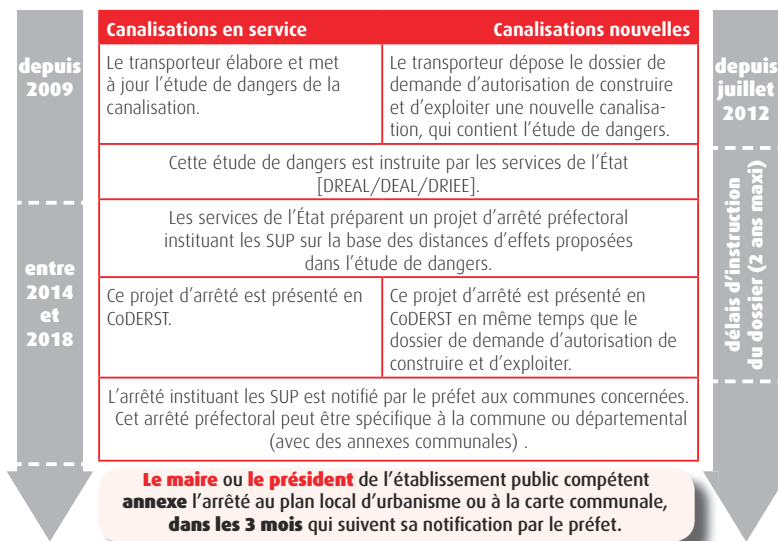 Canalisations en service
Canalisations nouvelles
depuis
2009
Le transporteur élabore et met
à jour l'étude de dangers de la
canalisation.
Le transporteur dépose le dossier de
demande d'autorisation de construire
et d'exploiter une nouvelle canalisa-
tion, qui contient l'étude de dangers.
depuis
juillet
2012
Cette étude de dangers est instruite par les services de l'État
[DREAL/DEAL/DRIEE].
Les services de l'État préparent un projet d'arrêté préfectoral
instituant les SUP sur la base des distances d'effets proposées
dans l'étude de dangers.
entre
2014
et
2018
délais d'instruction
du dossier (2 ans maxi)
Ce projet d'arrêté est présenté en
CoDERST.
Ce projet d'arrêté est présenté en
CoDERST en même temps que le
dossier de demande d'autorisation de
construire et d'exploiter.
L'arrêté instituant les SUP est notifié par le préfet aux communes concernées.
Cet arrêté préfectoral peut être spécifique à la commune ou départemental
(avec des annexes communales) .
Le maire ou le président de l'établissement public compétent
annexe l'arrêté au plan local d'urbanisme ou à la carte communale,
dans les 3 mois qui suivent sa notification par le préfet.